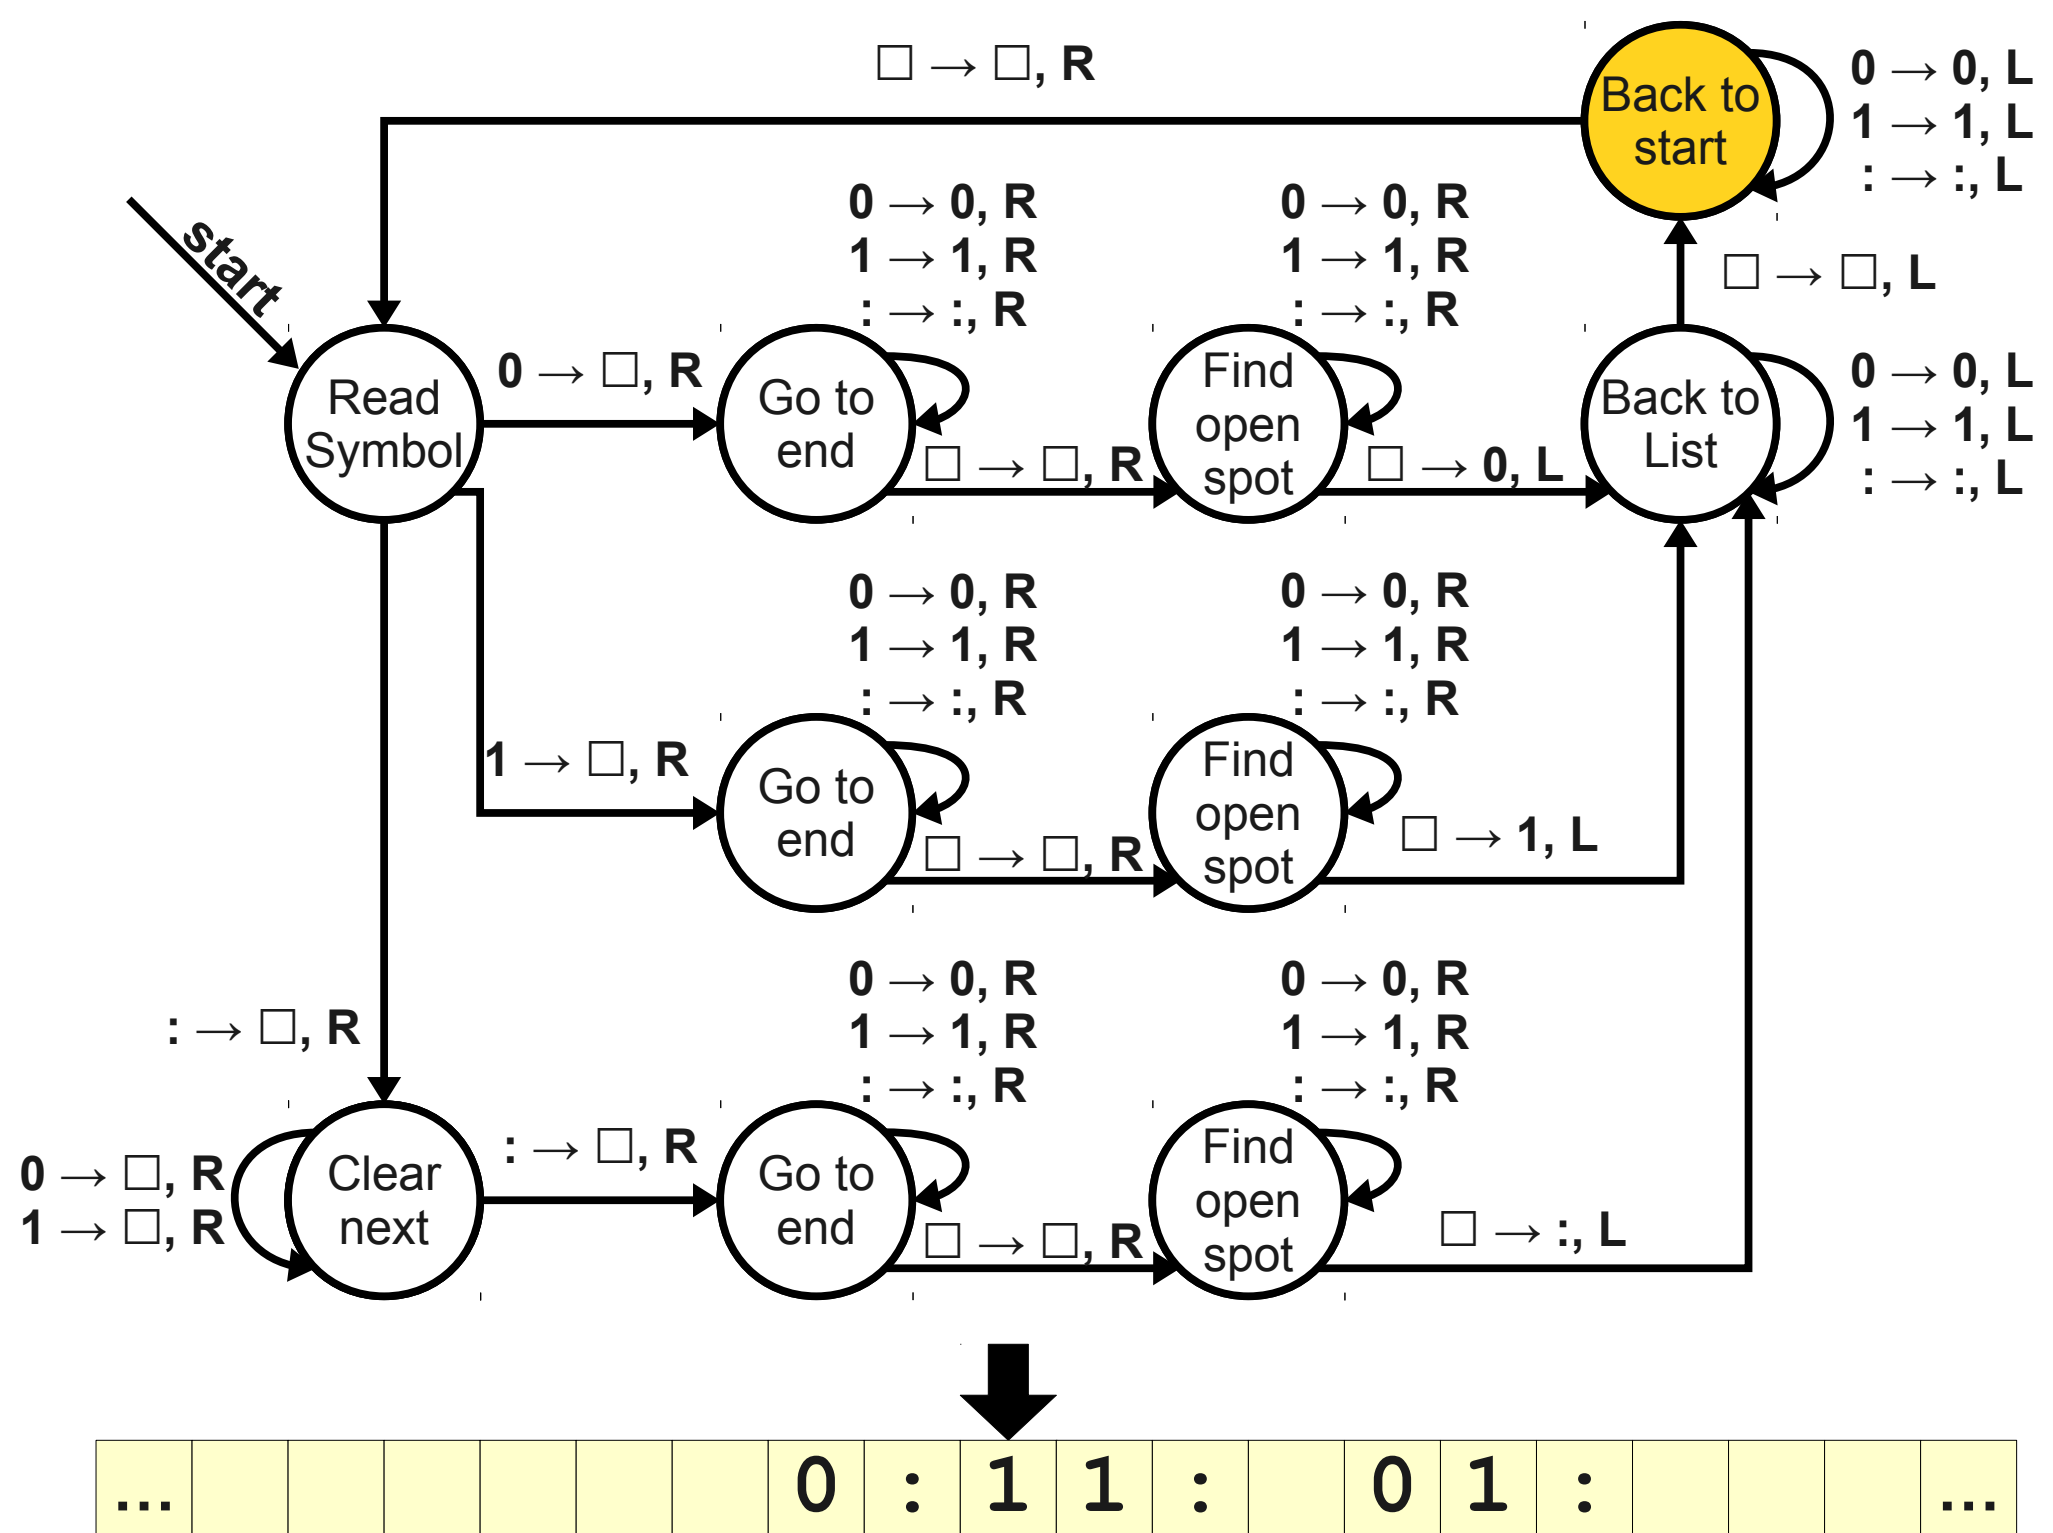 □ → □, R
Back to
start
0 → 0, L
1 → 1, L
: → :, L
start
0 → 0, R
1 → 1, R
: → :, R
0 → 0, R
1 → 1, R
: → :, R
□ → □, L
Read
Symbol
0 → □, R
Go to
end
□ → □, R
Find
open
spot
□ → 0, L
Back to
List
0 → 0, L
1 → 1, L
: → :, L
0 → 0, R
1 → 1, R
: → :, R
0 → 0, R
1 → 1, R
: → :, R
1 → □, R
Go to
end
□ → □, R
Find
open
spot
□ → 1, L
0 → 0, R
1 → 1, R
: → :, R
0 → 0, R
1 → 1, R
: → :, R
: → □, R
0 → □, R
1 → □, R
Clear
next
: → □, R
Go to
end
□ → □, R
Find
open
spot
□ → :, L
... 0 : 1 1 : 0 1 : ...